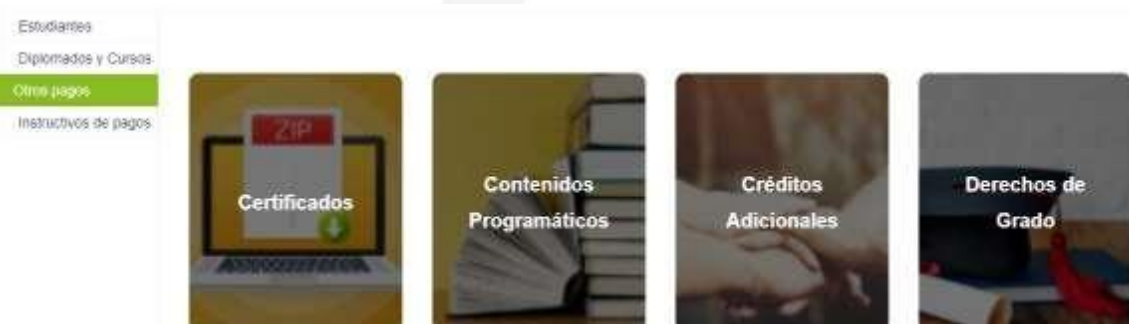 Estudiantes
Diplomados y Cursos
Otros pagos
Instructivos de pagos
ZIP
Certificados
Contenidos
Programáticos
Créditos
Adicionales
Derechos de
Grado